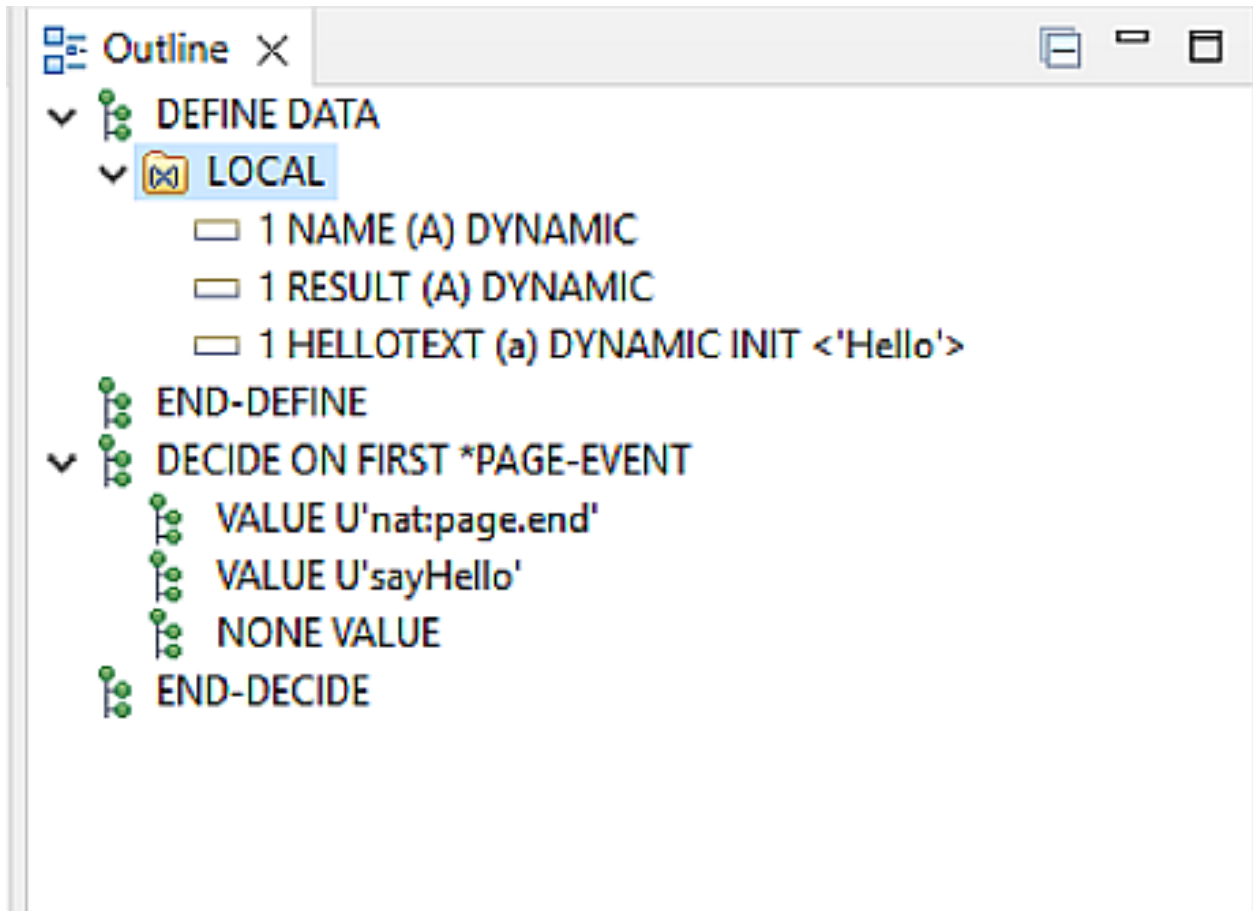 Outline
DEFINE DATA
LOCAL
1 NAME (A) DYNAMIC
1 RESULT (A) DYNAMIC
1 HELLOTEXT (a) DYNAMIC INIT <'Hello'>
END-DEFINE
DECIDE ON FIRST *PAGE-EVENT
VALUE U'nat:page.end'
VALUE U'sayHello'
NONE VALUE
END-DECIDE